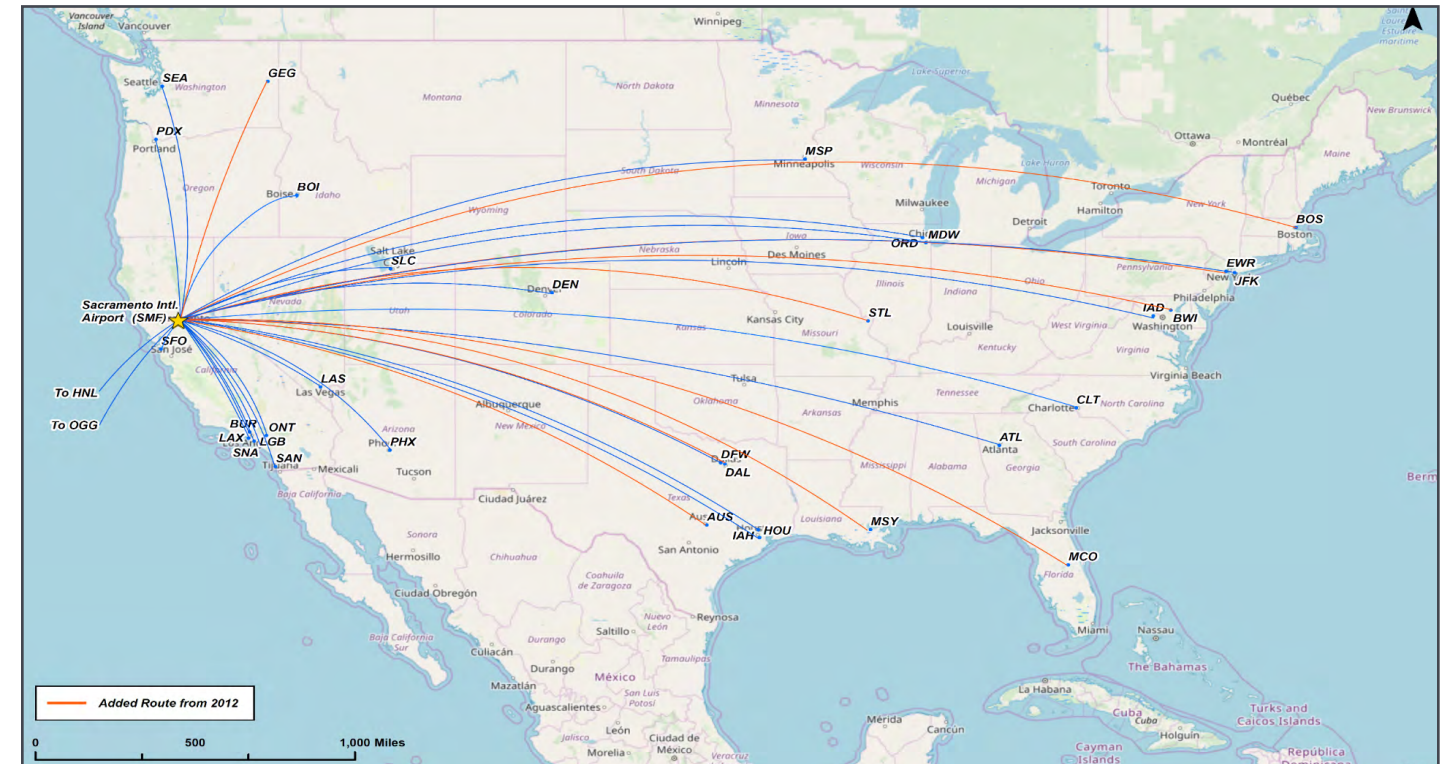 Vancouver
Island
Vancouver
Winnipeg
SEA
Seattle
Washington
GEG
Montana
North Dakota
Minnesota
Lake Superior
Québec
New Brunswick
PDX
Portland
Oregon
BOI
Boise
Idaho
MSP
Minneapolis
Wisconsin
South Dakota
Wyoming
Michigan
Lake Huron
Ottawa
Montréal
Maine
Toronto
Hamilton
New York
Milwaukee
Detroit
BOS
Boston
MDW
ORD
Iowa
Des Moines
Nebraska
Lincoln
Salt Lake
SLC
Nevada
Utah
DEN
Colorado
Pennsylvania
EWR
JFK
Philadelphia
IAD
BWI
Washington
Ohio
Illinois
Indiana
STL
Kansas City
Missouri
Kansas
Louisville
Kentucky
West Virginia
Virginia
Virginia Beach
Sacramento Intl.
Airport (SMF)
SFO
San José
California
To HNL
To OGG
LAS
Las Vegas
Albuquerque
New Mexico
Tulsa
Oklahoma
Arkansas
Memphis
Tennessee
CLT
Charlotte
North Carolina
South Carolina
ATL
Atlanta
Georgia
Alabama
Mississippi
BUR
ONT
LAX
LGB
SNA
SAN
Tijuana
Mexicali
Arizona
PHX
Tucson
DFW
DAL
Texas
AUS
HOU
IAH
San Antonio
Louisiana
MSY
Jacksonville
MCO
Florida
Miami
Nassau
The Bahamas
Baja California
Ciudad Juárez
Sonora
Hermosillo
Chihuahua
Coahuila
de Zaragoza
Ciudad Obregón
Baja California
Sur
Nuevo
León
Reynosa
Saltillo
Tamaulipas
Durango
Culiacán
Durango
Mazatlán
México
San Luis
Potosí
Aguascalientes
León
Jalisco
Morelia
Ciudad de
México
Veracruz
Mérida
Cancún
La Habana
Cuba
Cuba
Holguín
Turks and
Caicos Islands
Cayman
Islands
República
Added Route from 2012
0 500 1,000 Miles